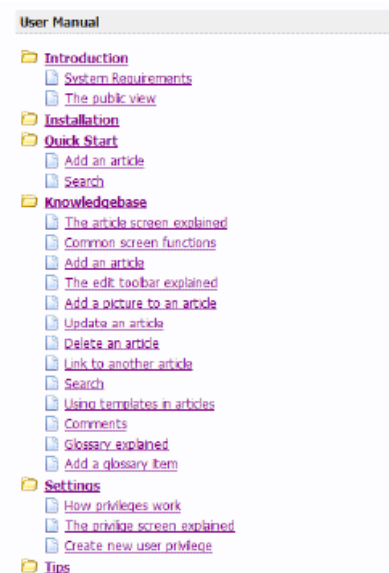 User Manual
Introduction
System Requirements
The public view
Installation
Quick Start
Add an article
Search
Knowledgebase
The article screen explained
Common screen functions
Add an article
The edit toolbar explained
Add a picture to an article
Update an article
Delete an article
Link to another article
Search
Using templates in articles
Comments
Glossary explained
Add a glossary item
Settings
How privileges work
The privilige screen explained
Create new user privilege
Tips